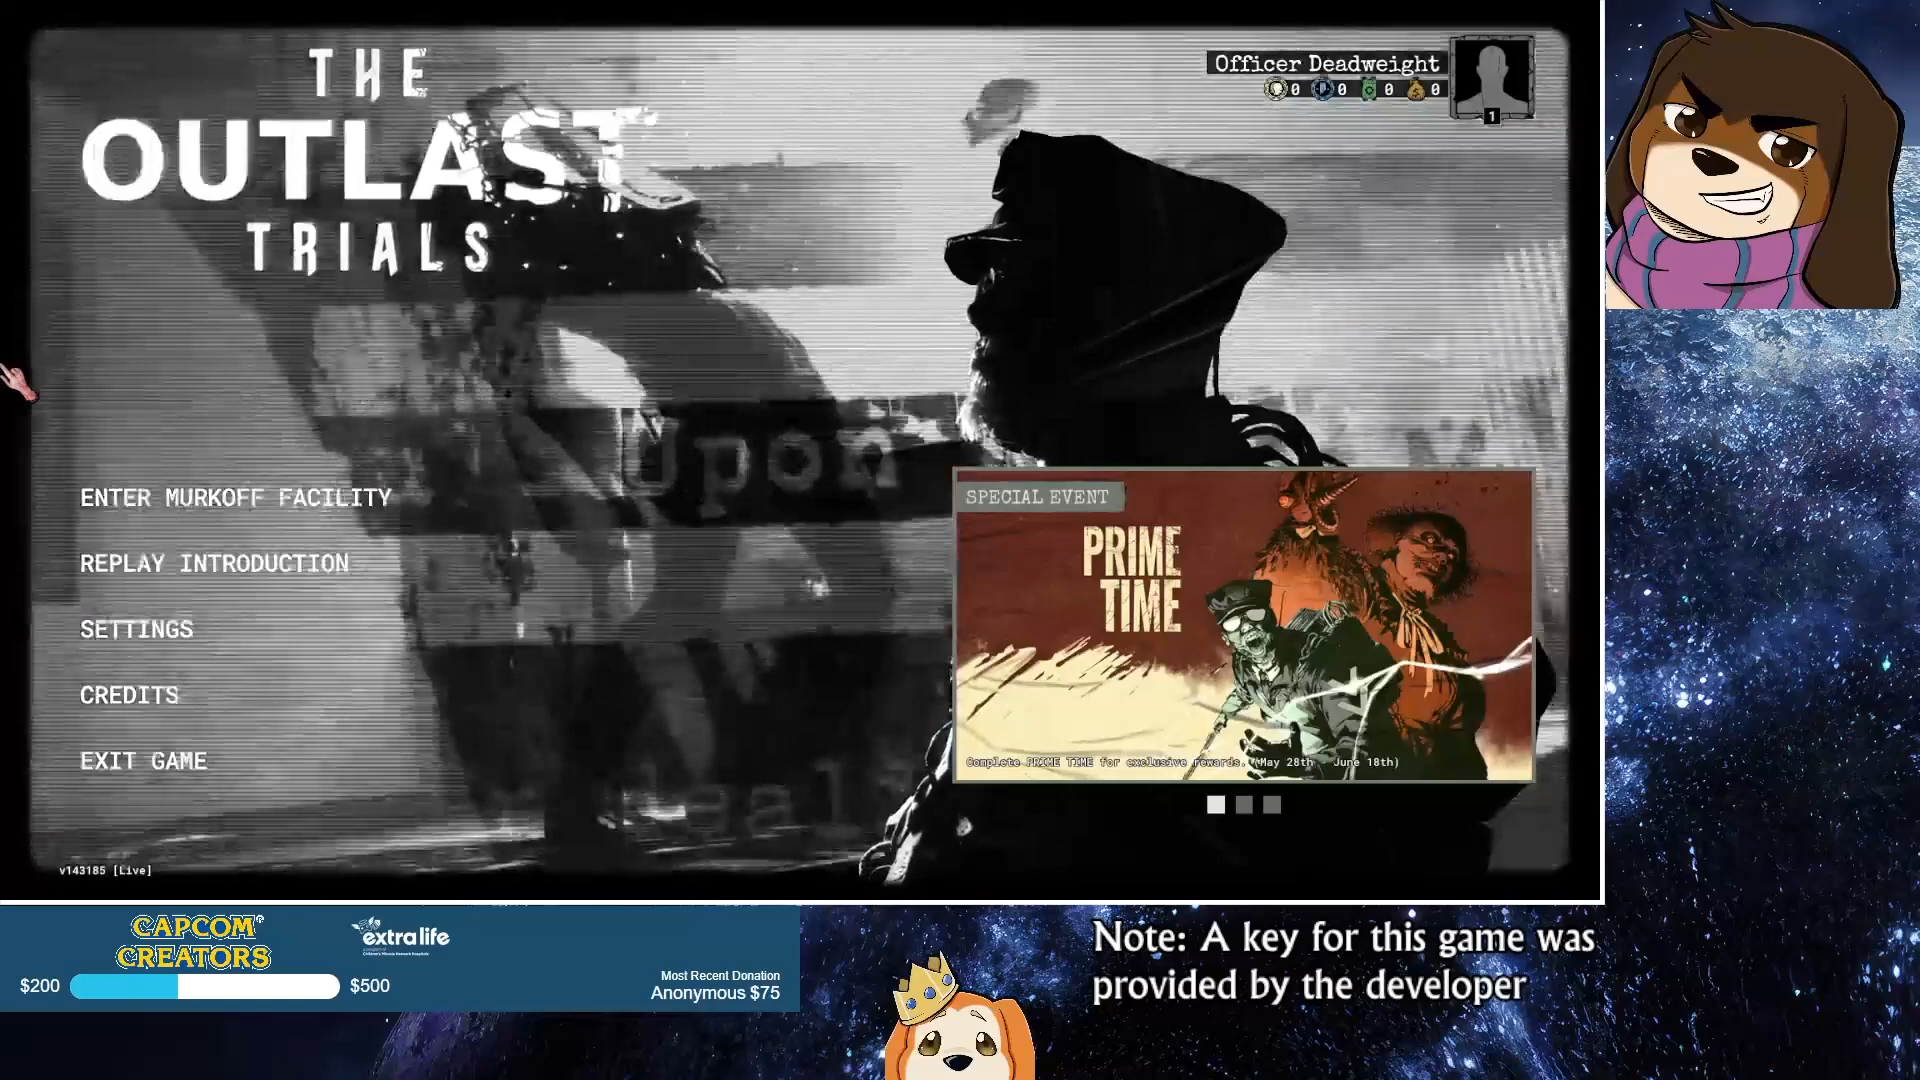 THE
OUTLAST
TRIALS
Officer Deadweight
0 0 0 0
1
Upon
ENTER MURKOFF FACILITY
REPLAY INTRODUCTION
SETTINGS
CREDITS
EXIT GAME
SPECIAL EVENT
PRIME
TIME
Complete PRIME TIME for exclusive rewards. (May 28th - June 18th)
v143185 [Live]
CAPCOM
CREATORS
extra life
$200 $500
Most Recent Donation
Anonymous $75
Note: A key for this game was
provided by the developer